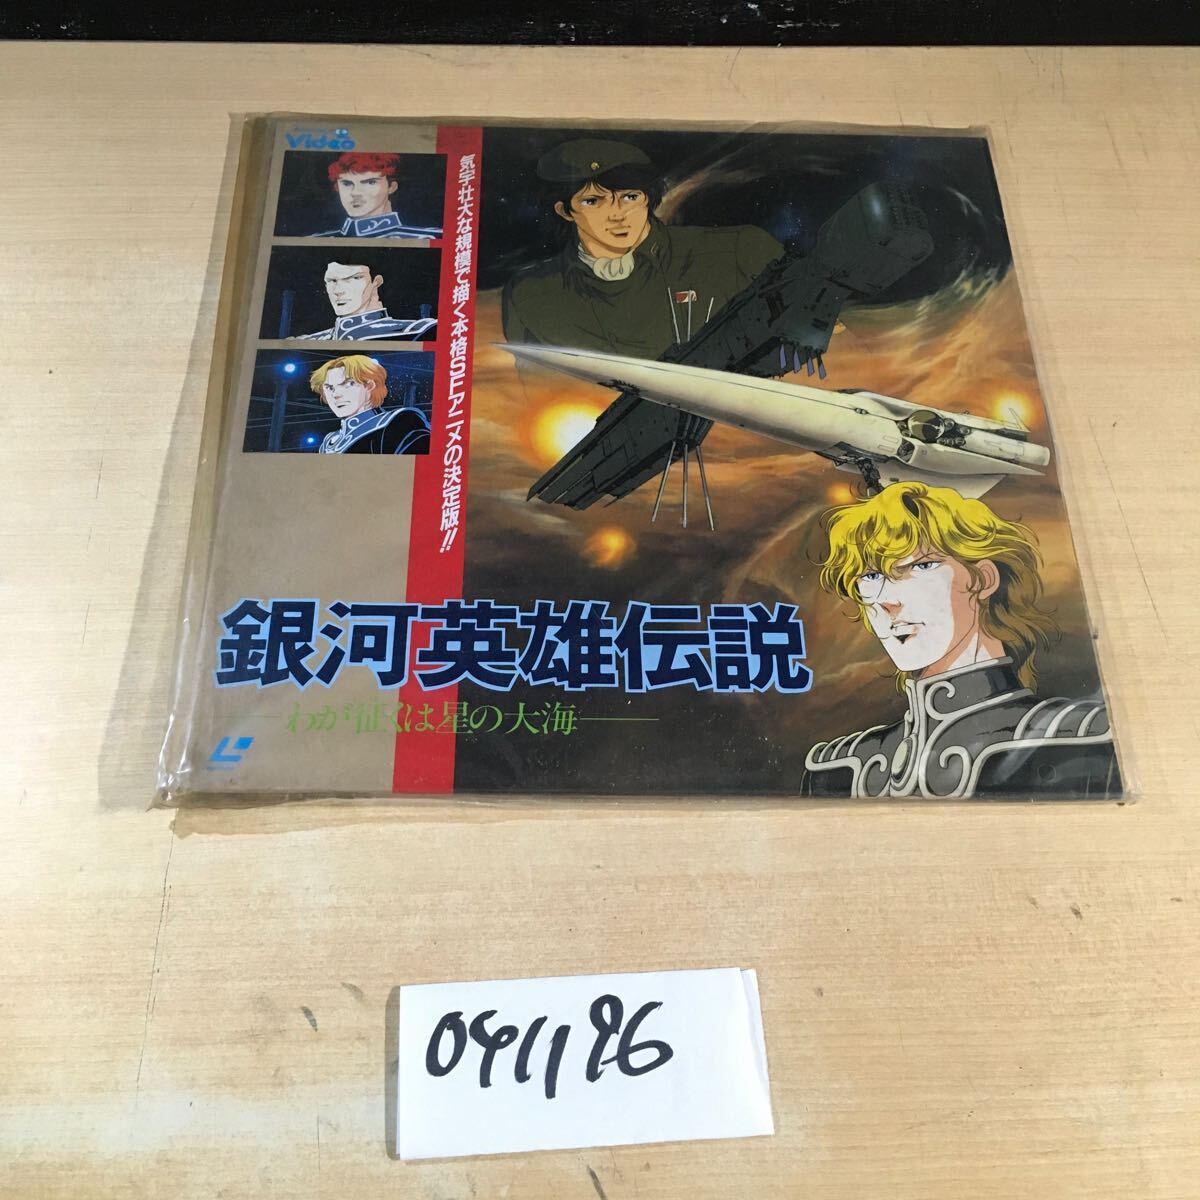 Video
気宇壮大な規模で描く本格SFアニメの決定版!!
銀河英雄伝説
わが征くは星の大海
041196